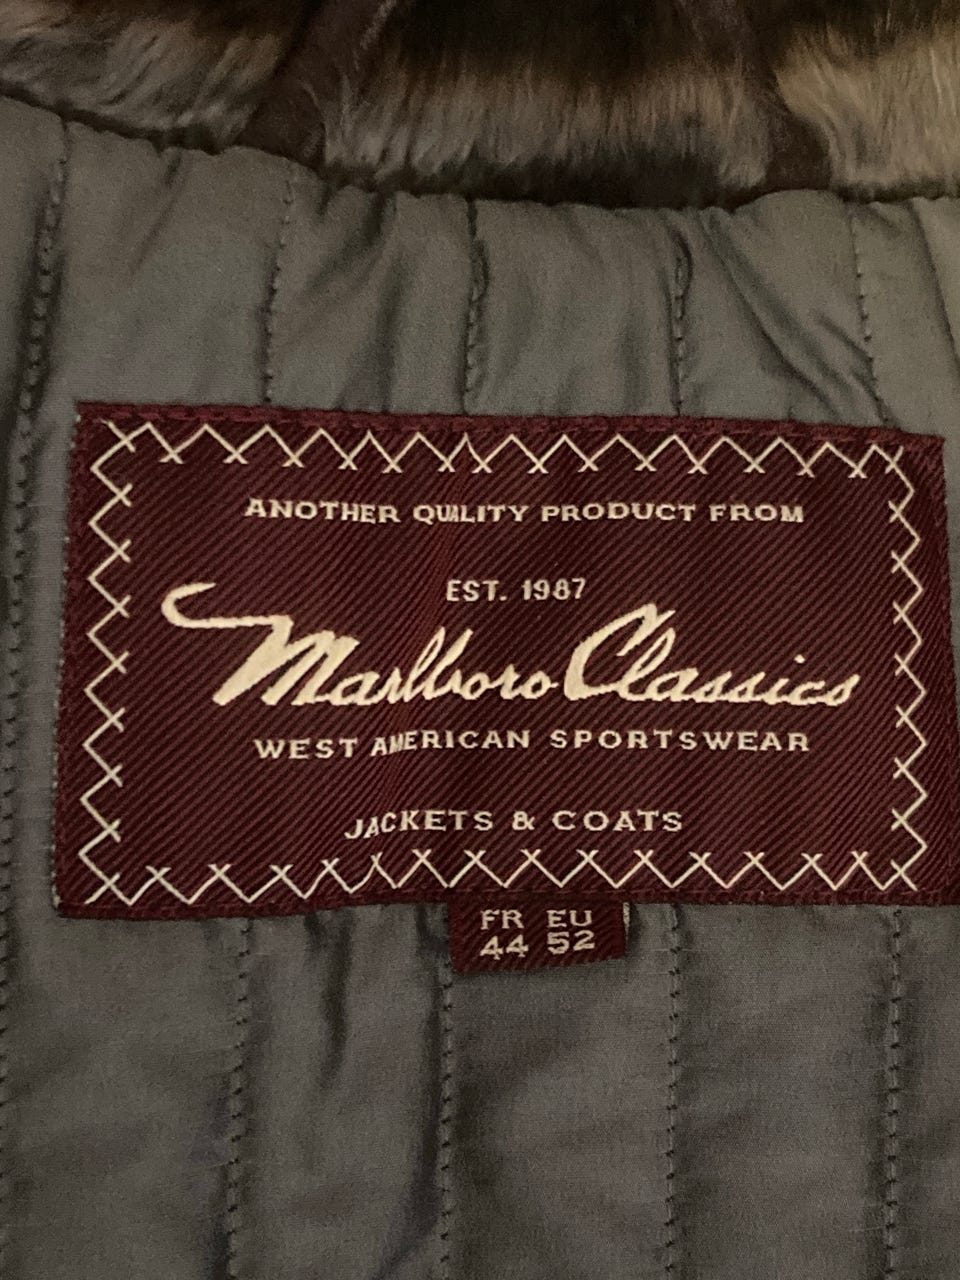 ANOTHER QUALITY PRODUCT FROM
EST. 1987
Marlboro Classics
WEST AMERICAN SPORTSWEAR
JACKETS & COATS
FR EU
44 52